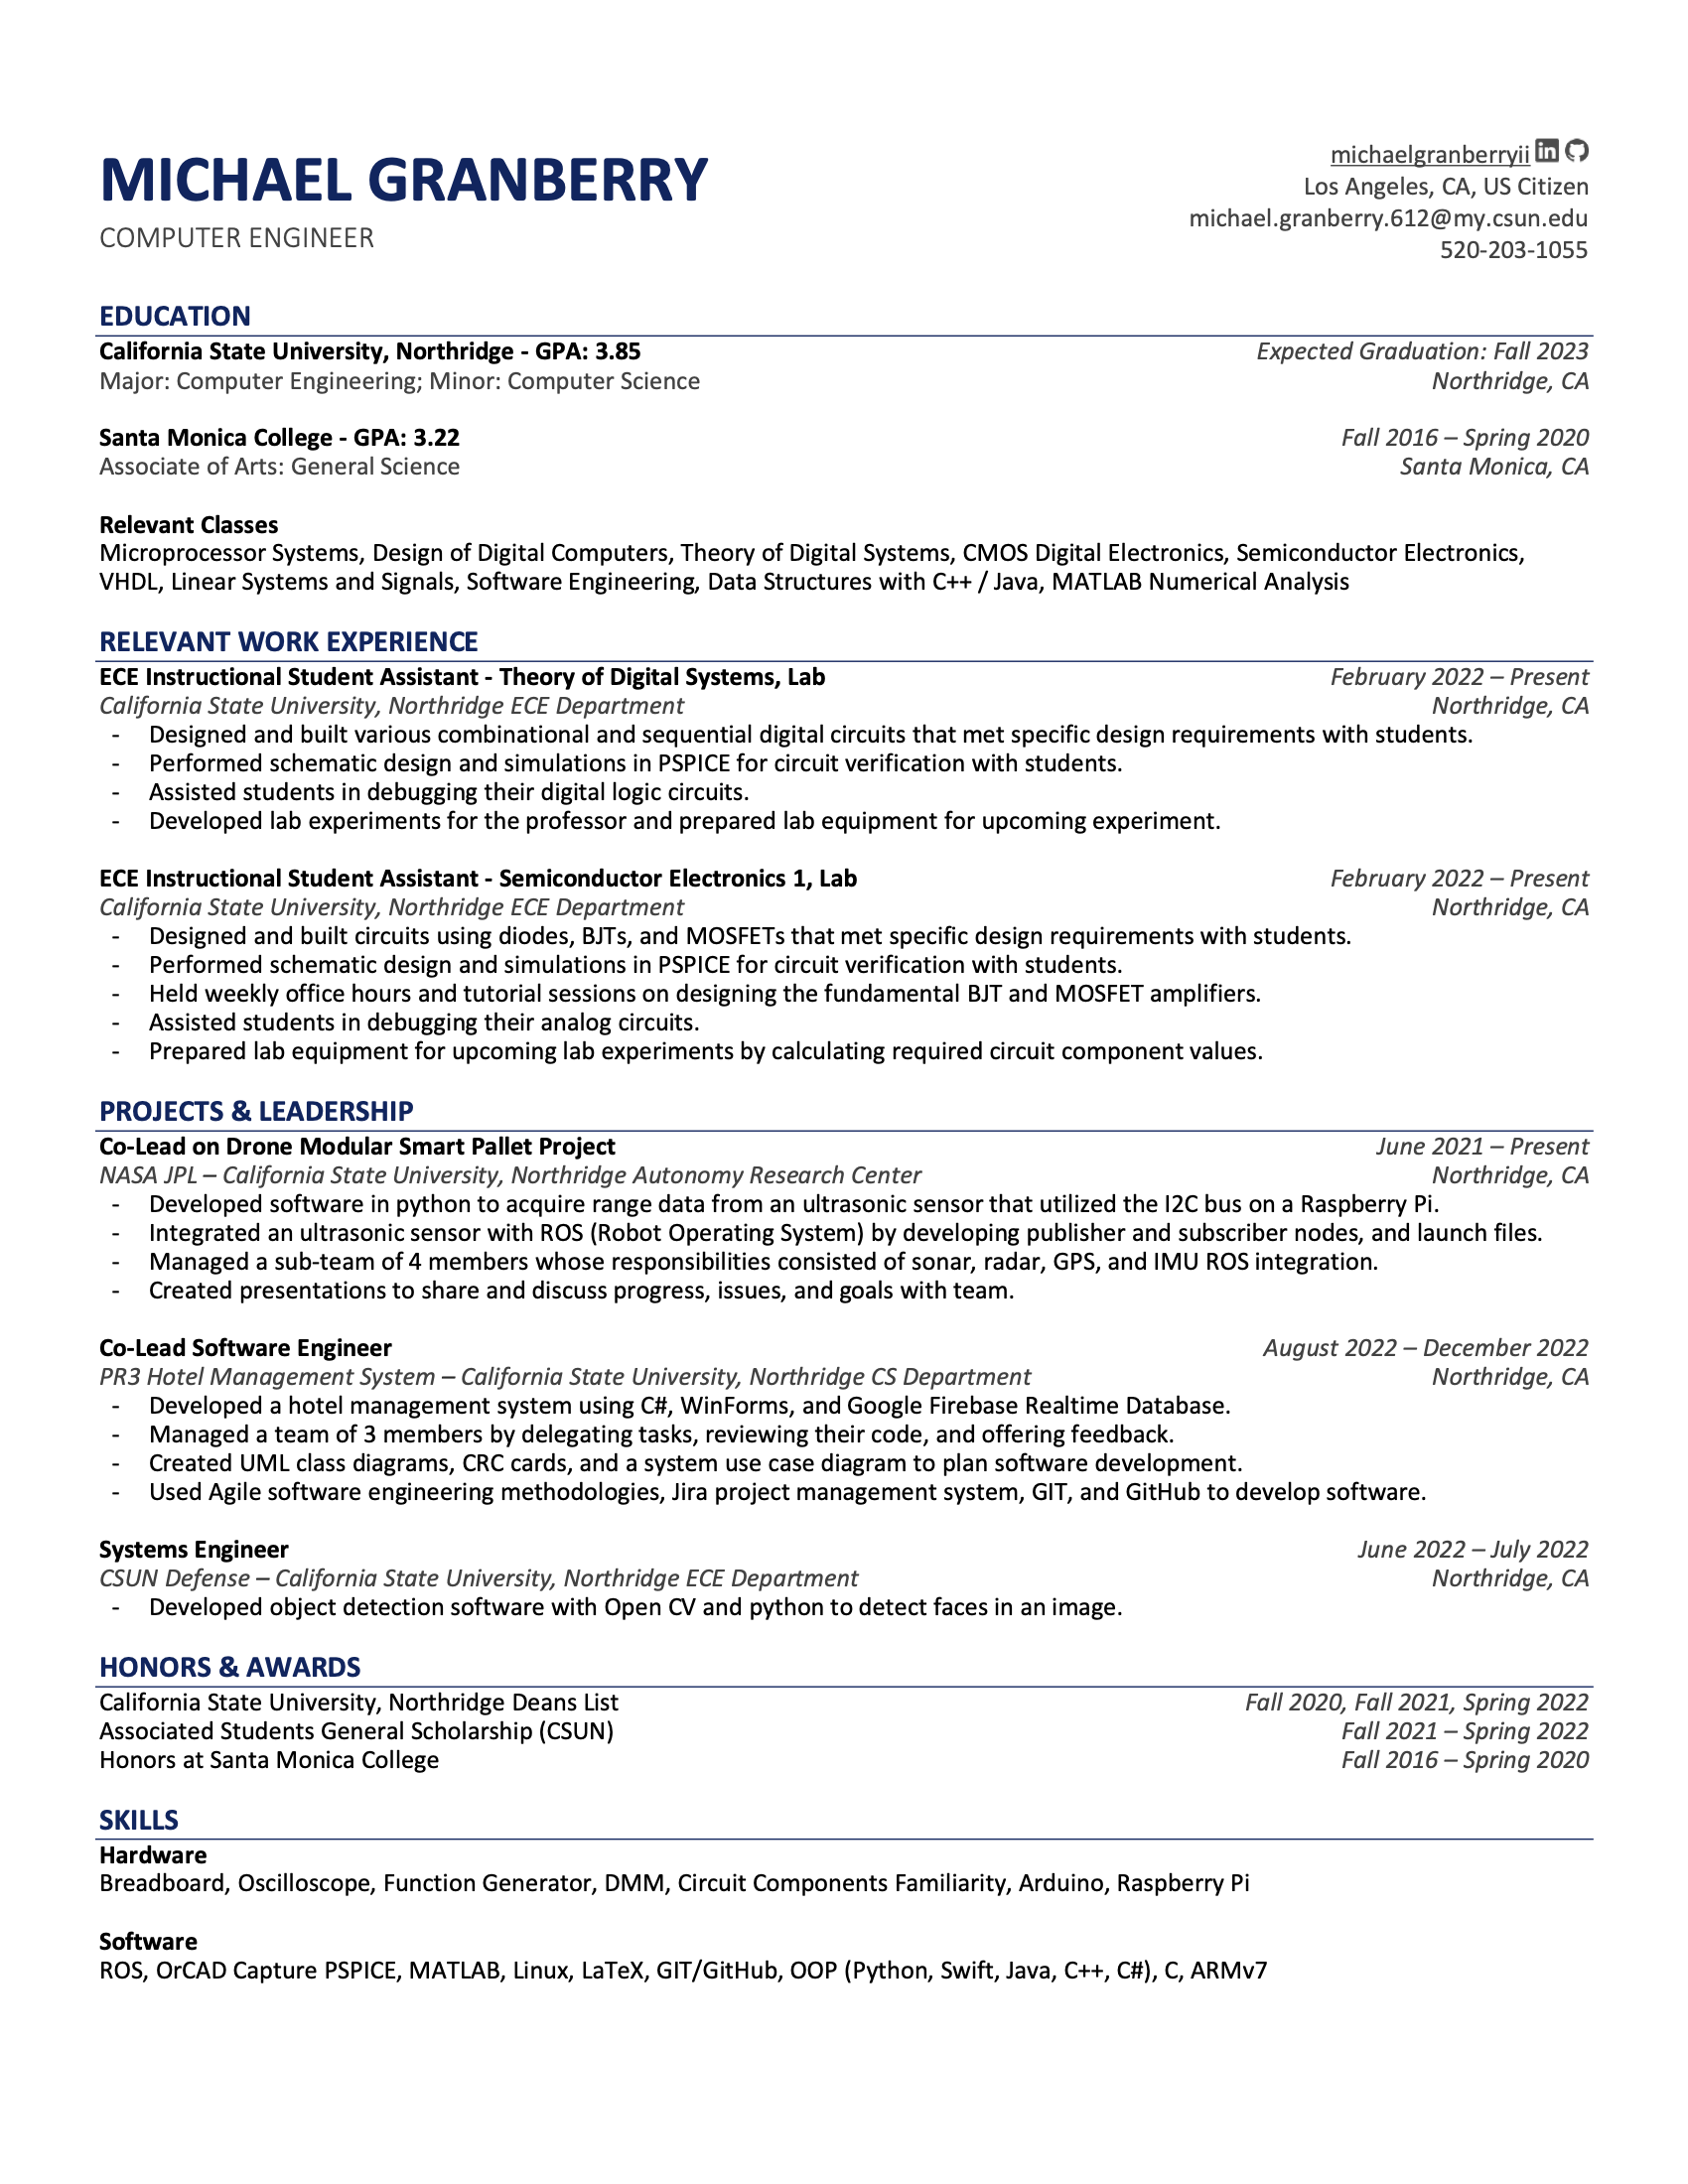 MICHAEL GRANBERRY
COMPUTER ENGINEER
michaelgranberryii in
Los Angeles, CA, US Citizen
michael.granberry.612@my.csun.edu
520-203-1055
EDUCATION
California State University, Northridge - GPA: 3.85 Expected Graduation: Fall 2023
Major: Computer Engineering; Minor: Computer Science Northridge, CA
Santa Monica College - GPA: 3.22 Fall 2016 – Spring 2020
Associate of Arts: General Science Santa Monica, CA
Relevant Classes
Microprocessor Systems, Design of Digital Computers, Theory of Digital Systems, CMOS Digital Electronics, Semiconductor Electronics,
VHDL, Linear Systems and Signals, Software Engineering, Data Structures with C++ / Java, MATLAB Numerical Analysis
RELEVANT WORK EXPERIENCE
ECE Instructional Student Assistant - Theory of Digital Systems, Lab February 2022 – Present
California State University, Northridge ECE Department Northridge, CA
- Designed and built various combinational and sequential digital circuits that met specific design requirements with students.
- Performed schematic design and simulations in PSPICE for circuit verification with students.
- Assisted students in debugging their digital logic circuits.
- Developed lab experiments for the professor and prepared lab equipment for upcoming experiment.
ECE Instructional Student Assistant - Semiconductor Electronics 1, Lab February 2022 – Present
California State University, Northridge ECE Department Northridge, CA
- Designed and built circuits using diodes, BJTs, and MOSFETs that met specific design requirements with students.
- Performed schematic design and simulations in PSPICE for circuit verification with students.
- Held weekly office hours and tutorial sessions on designing the fundamental BJT and MOSFET amplifiers.
- Assisted students in debugging their analog circuits.
- Prepared lab equipment for upcoming lab experiments by calculating required circuit component values.
PROJECTS & LEADERSHIP
Co-Lead on Drone Modular Smart Pallet Project June 2021 – Present
NASA JPL – California State University, Northridge Autonomy Research Center Northridge, CA
- Developed software in python to acquire range data from an ultrasonic sensor that utilized the I2C bus on a Raspberry Pi.
- Integrated an ultrasonic sensor with ROS (Robot Operating System) by developing publisher and subscriber nodes, and launch files.
- Managed a sub-team of 4 members whose responsibilities consisted of sonar, radar, GPS, and IMU ROS integration.
- Created presentations to share and discuss progress, issues, and goals with team.
Co-Lead Software Engineer August 2022 – December 2022
PR3 Hotel Management System – California State University, Northridge CS Department Northridge, CA
- Developed a hotel management system using C#, WinForms, and Google Firebase Realtime Database.
- Managed a team of 3 members by delegating tasks, reviewing their code, and offering feedback.
- Created UML class diagrams, CRC cards, and a system use case diagram to plan software development.
- Used Agile software engineering methodologies, Jira project management system, GIT, and GitHub to develop software.
Systems Engineer June 2022 – July 2022
CSUN Defense – California State University, Northridge ECE Department Northridge, CA
- Developed object detection software with Open CV and python to detect faces in an image.
HONORS & AWARDS
California State University, Northridge Deans List Fall 2020, Fall 2021, Spring 2022
Associated Students General Scholarship (CSUN) Fall 2021 – Spring 2022
Honors at Santa Monica College Fall 2016 – Spring 2020
SKILLS
Hardware
Breadboard, Oscilloscope, Function Generator, DMM, Circuit Components Familiarity, Arduino, Raspberry Pi
Software
ROS, OrCAD Capture PSPICE, MATLAB, Linux, LaTeX, GIT/GitHub, OOP (Python, Swift, Java, C++, C#), C, ARMv7